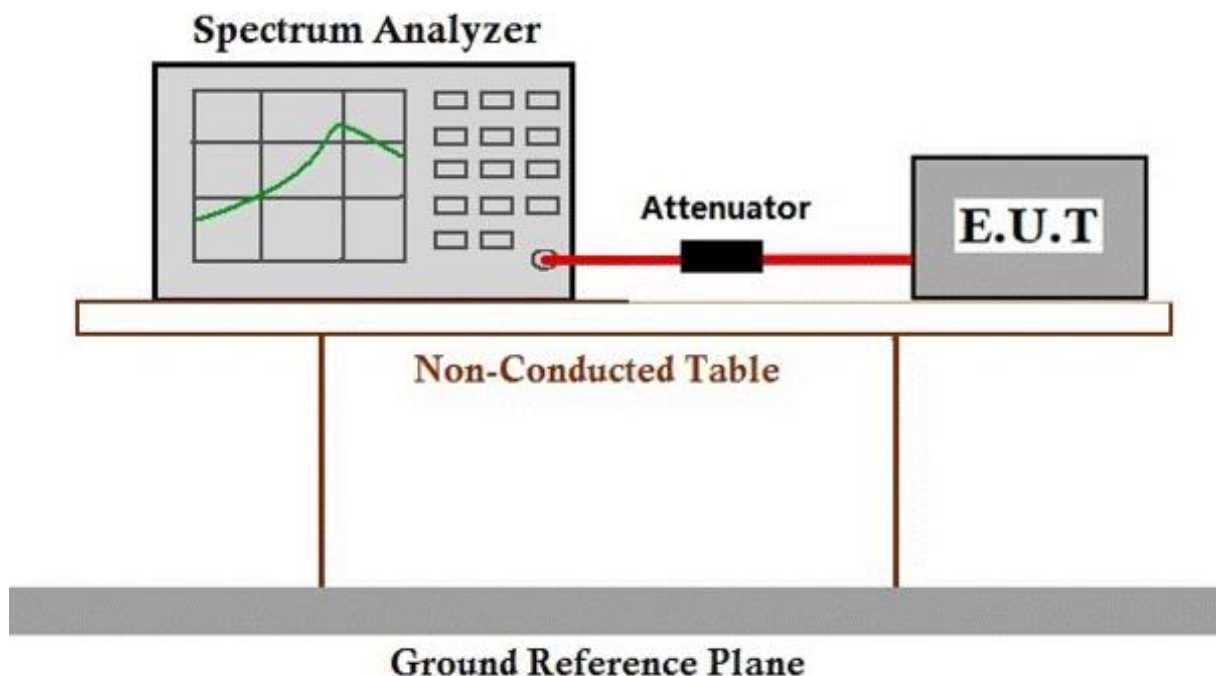 Spectrum Analyzer
Attenuator
E.U.T
Non-Conducted Table
Ground Reference Plane